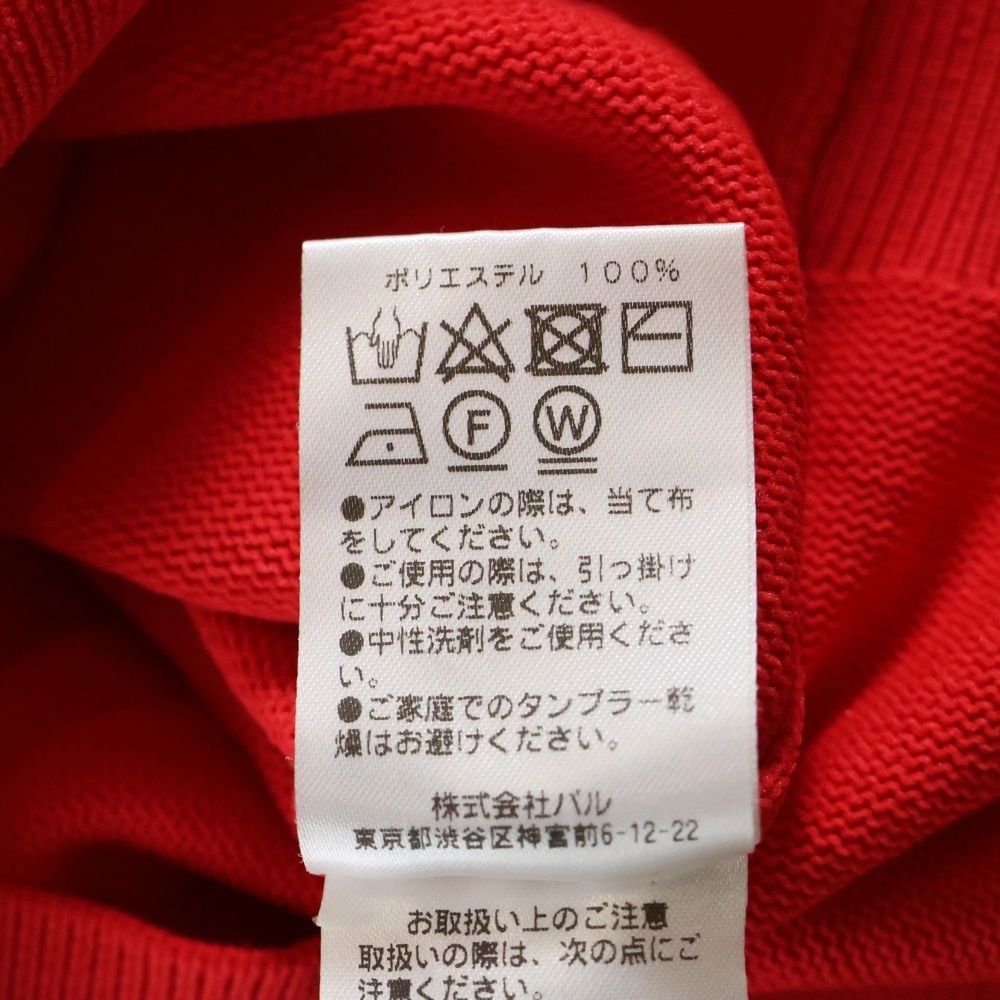 ポリエステル 100%
F W
●アイロンの際は、当て布
をしてください。
●ご使用の際は、引っ掛け
に十分ご注意ください。
●中性洗剤をご使用くださ
い。
●ご家庭でのタンブラー乾
燥はお避けください。
株式会社パル
東京都渋谷区神宮前6-12-22
お取扱い上のご注意
取扱いの際は、次の点にご
注意ください。